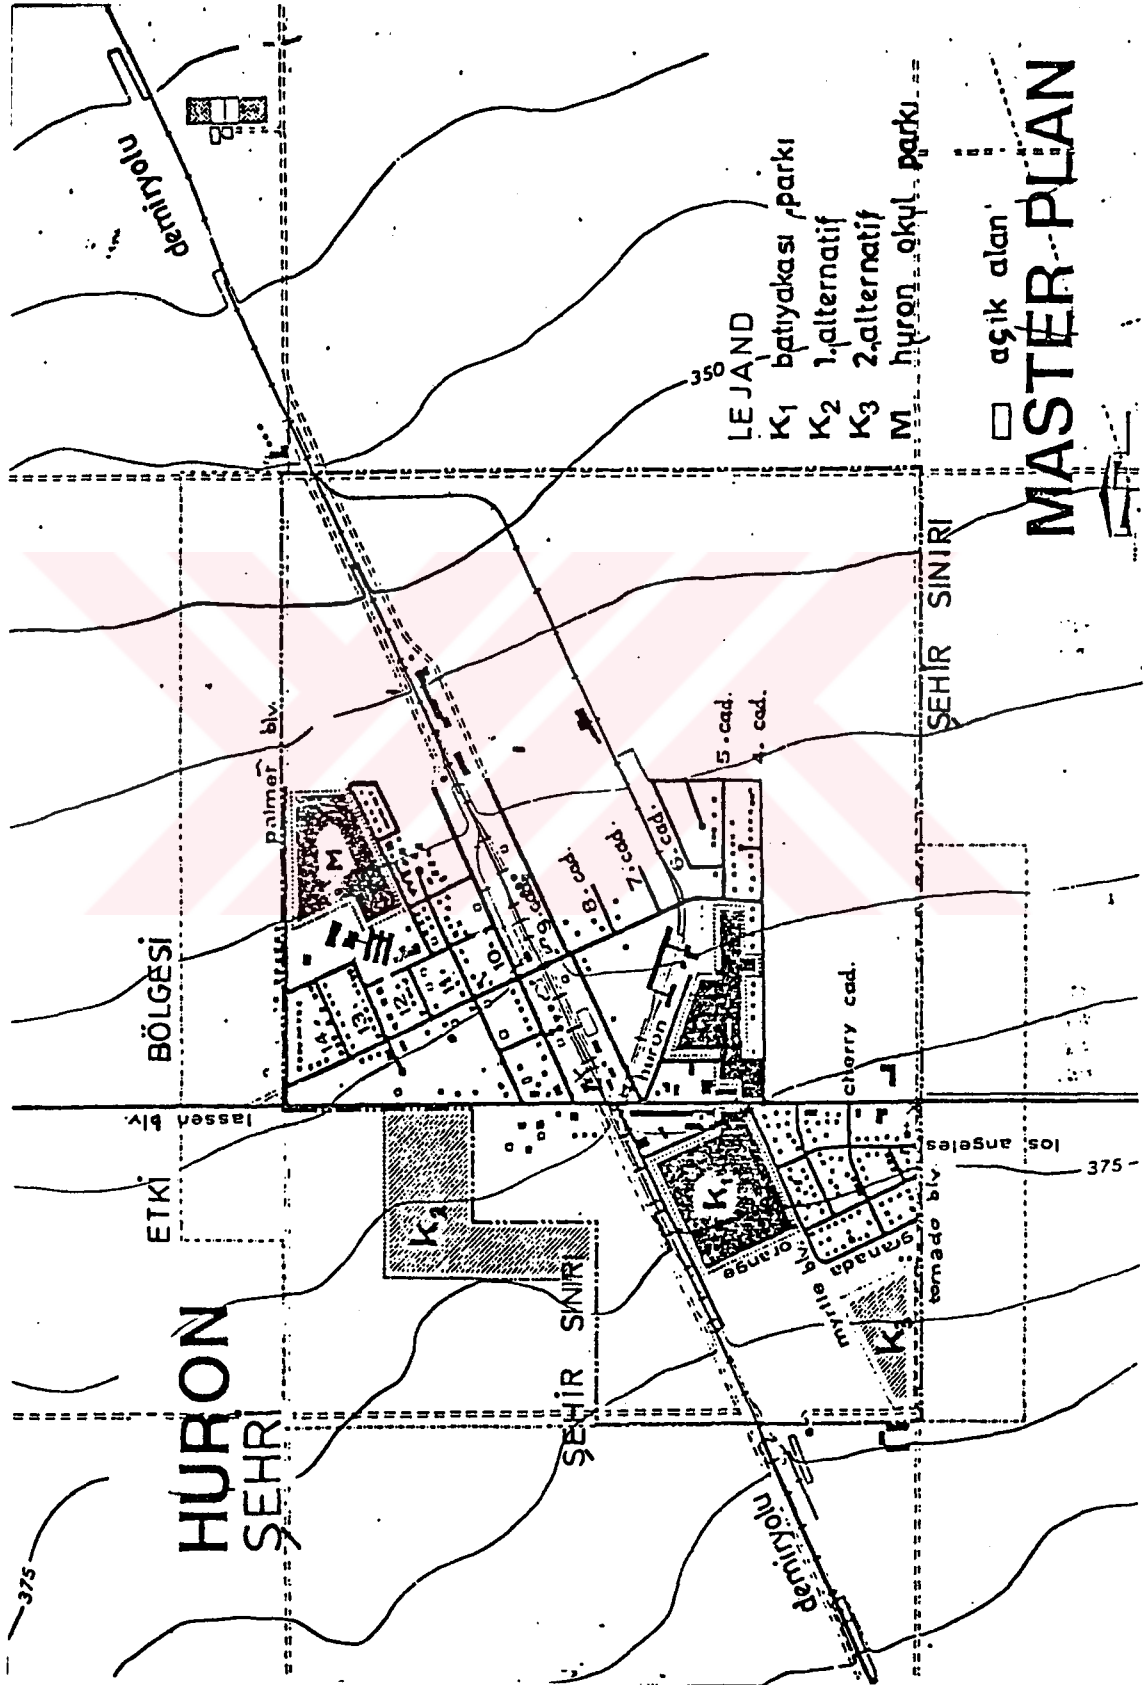 HURON
ŞEHRİ
MASTER PLAN
LEJAND
K1 batıyakası parkı
K2 1.alternatif
K3 2.alternatif
M huron okul parkı
açik alan
ETKİ BÖLGESİ
ŞEHİR SINIRI
ŞEHİR SINIRI
demiryolu
demiryolu
350
375
375
palmer blv.
lassen blv.
M
K1
K2
K3
14.
13.
12.
11.
10.
9.cad.
8.cad.
7.cad.
6.cad.
5.cad.
4.cad.
huron
cherry cad.
los angeles
orange
myrtle blv.
granada
tornado blv.